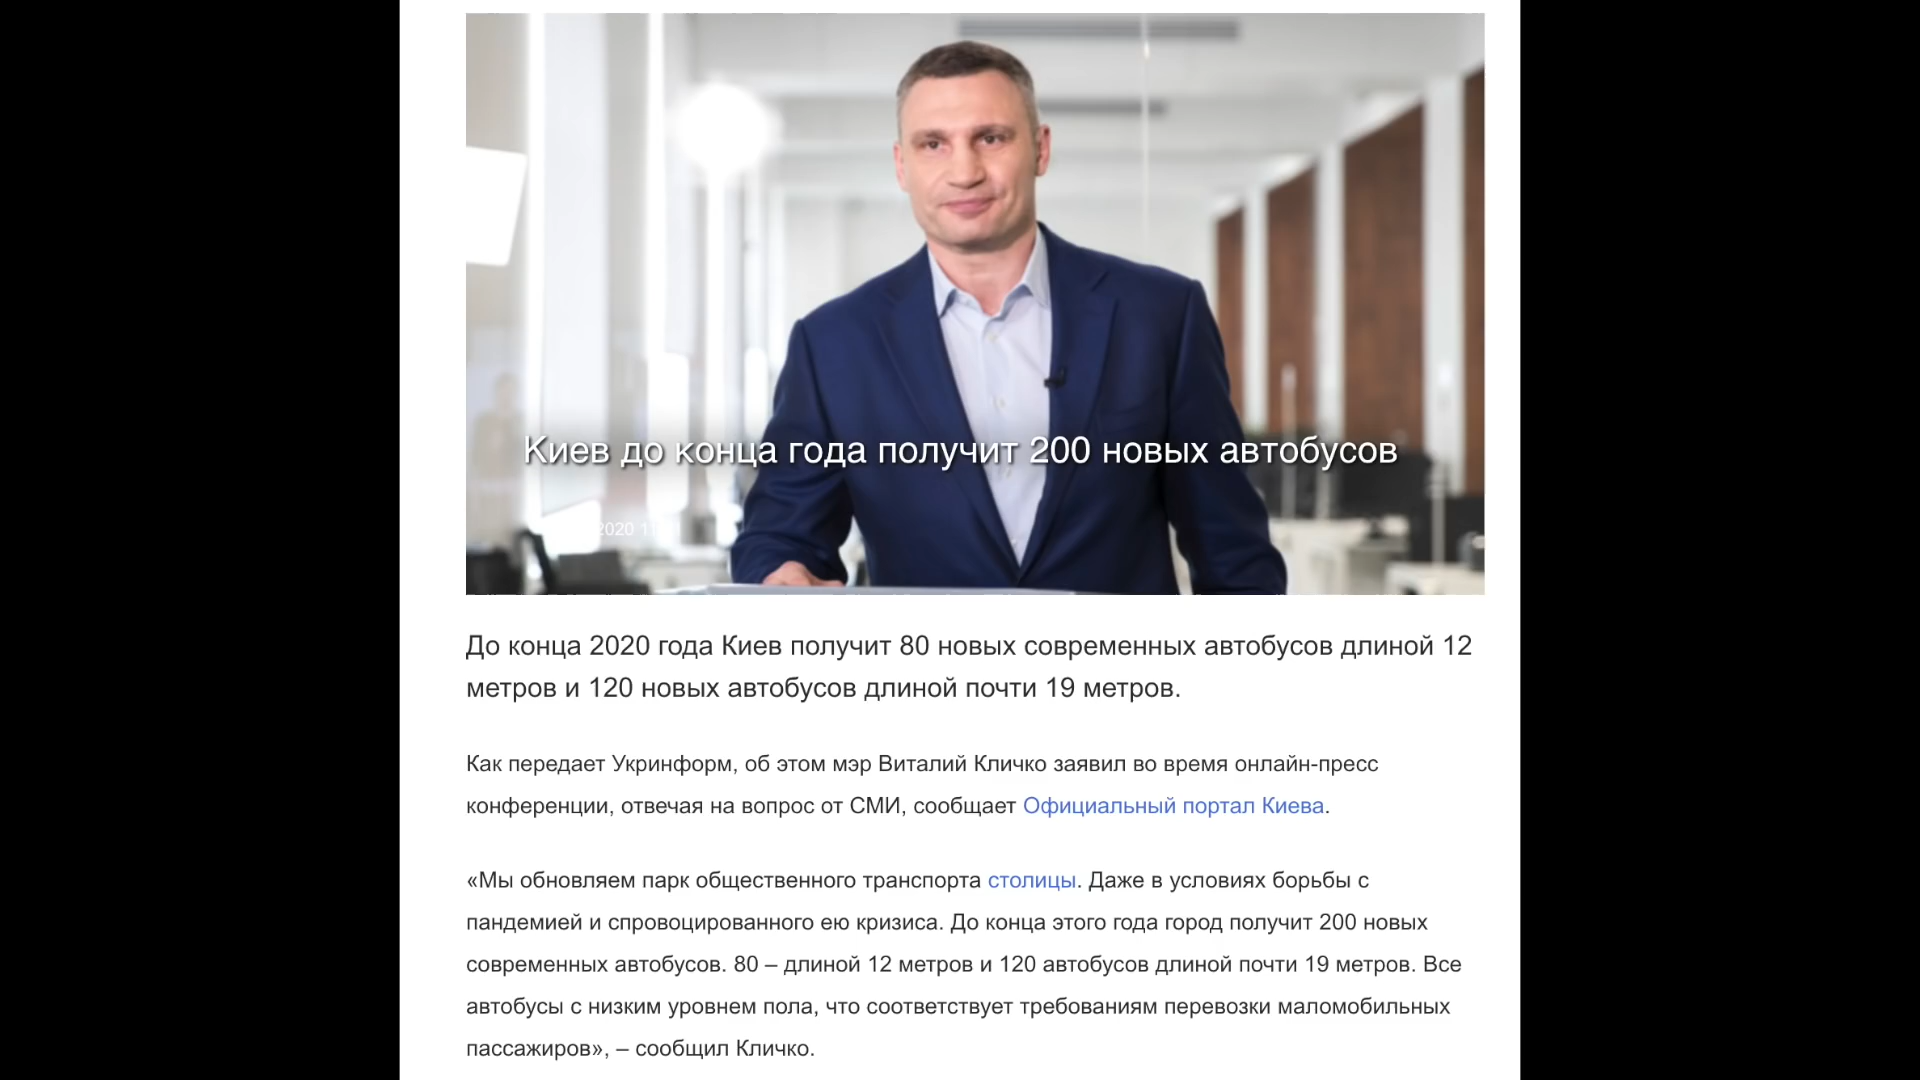 Киев до конца года получит 200 новых автобусов
2020
До конца 2020 года Киев получит 80 новых современных автобусов длиной 12
метров и 120 новых автобусов длиной почти 19 метров.
Как передает Укринформ, об этом мэр Виталий Кличко заявил во время онлайн-пресс
конференции, отвечая на вопрос от СМИ, сообщает Официальный портал Киева.
«Мы обновляем парк общественного транспорта столицы. Даже в условиях борьбы с
пандемией и спровоцированного ею кризиса. До конца этого года город получит 200 новых
современных автобусов. 80 – длиной 12 метров и 120 автобусов длиной почти 19 метров. Все
автобусы с низким уровнем пола, что соответствует требованиям перевозки маломобильных
пассажиров», – сообщил Кличко.